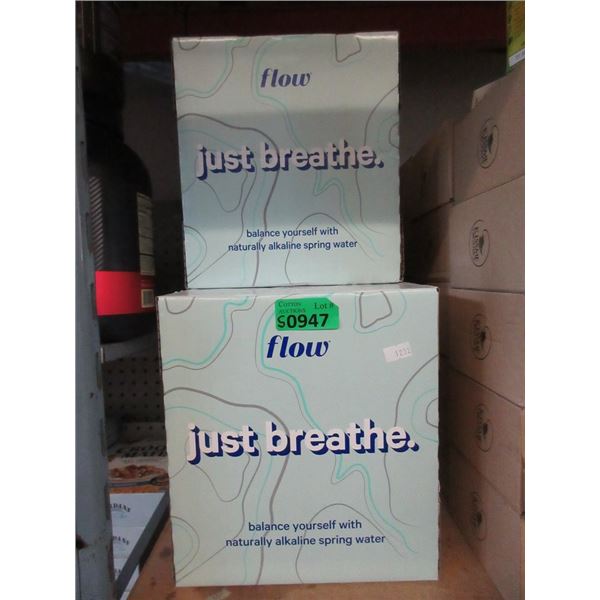 flow
just breathe.
balance yourself with
naturally alkaline spring water
Lot #
AUCTIONS
S0947
flow
just breathe.
balance yourself with
naturally alkaline spring water